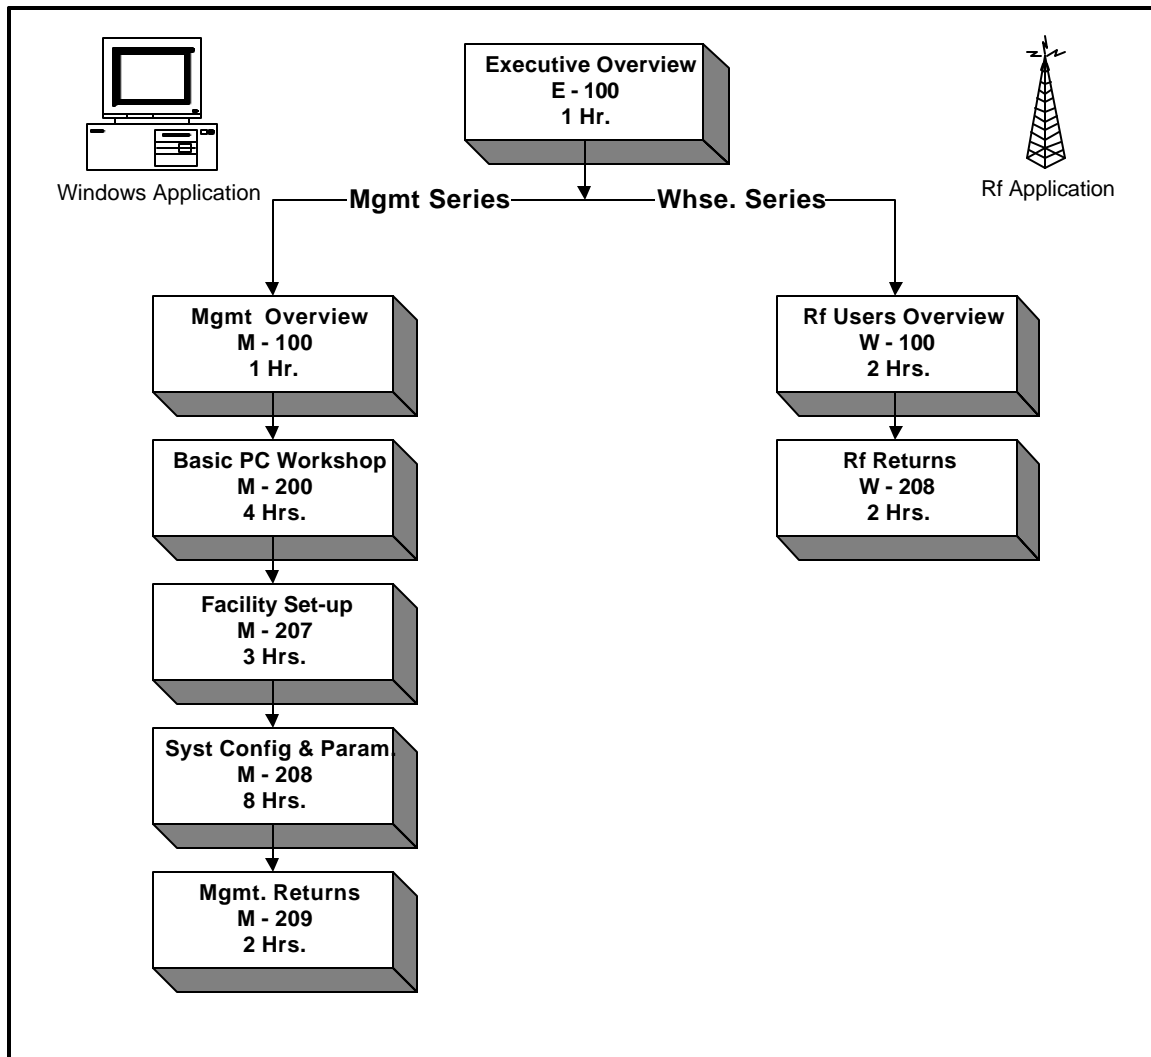 Executive Overview
E - 100
1 Hr.
Windows Application
Rf Application
Mgmt Series
Whse. Series
Mgmt Overview
M - 100
1 Hr.
Rf Users Overview
W - 100
2 Hrs.
Basic PC Workshop
M - 200
4 Hrs.
Rf Returns
W - 208
2 Hrs.
Facility Set-up
M - 207
3 Hrs.
Syst Config & Param.
M - 208
8 Hrs.
Mgmt. Returns
M - 209
2 Hrs.